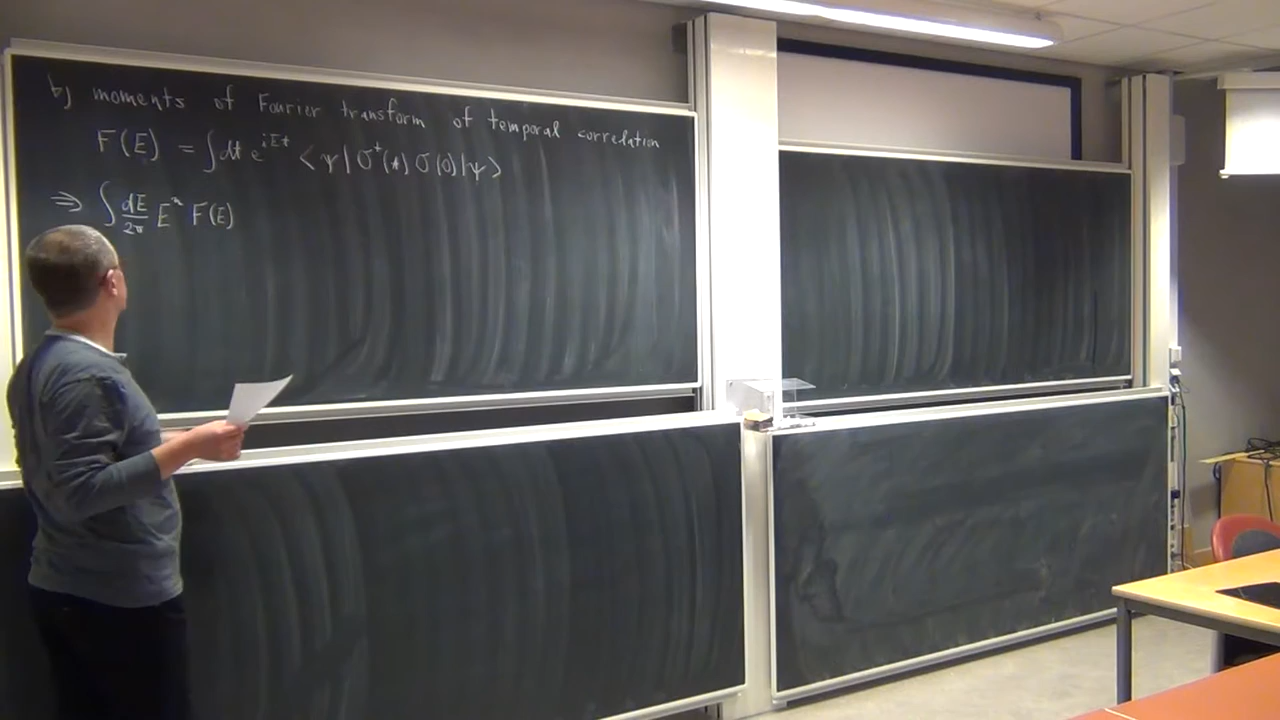 b) moments of Fourier transform of temporal correlation
F(E) = ∫dt e^{iEt} <ψ| O^†(t) O(0) |ψ>
⇒ ∫ dE/2π E^n F(E)